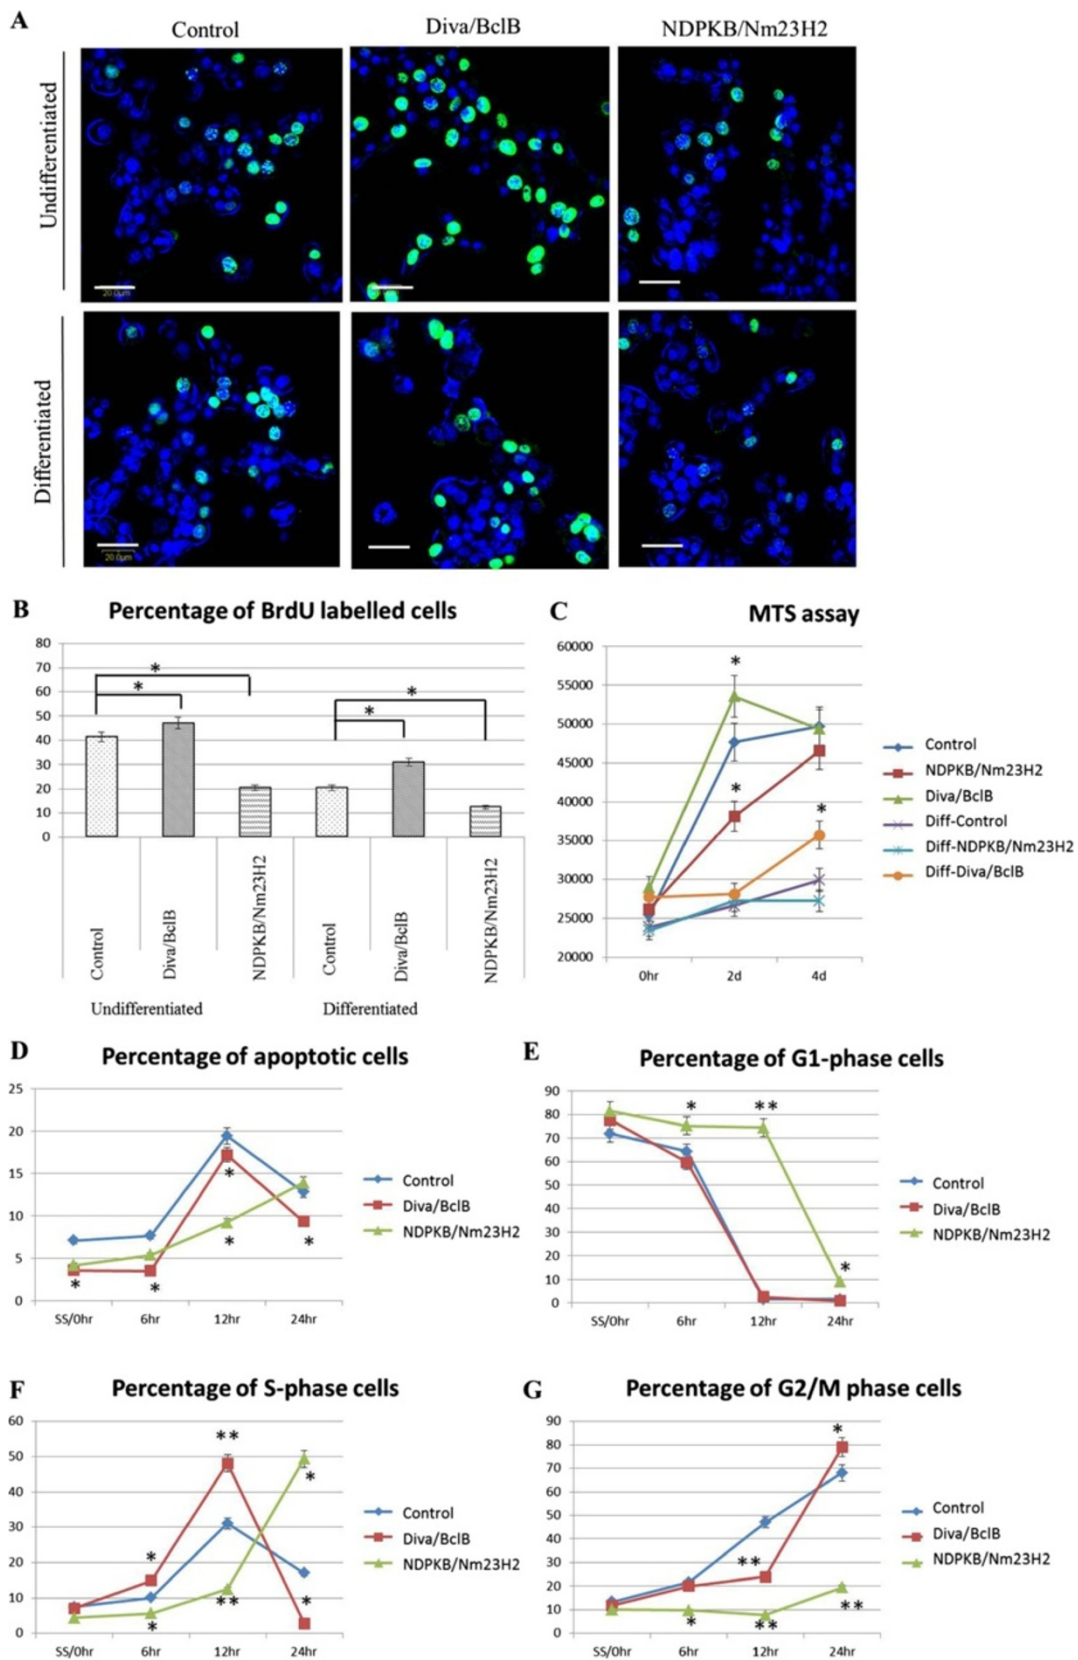 A
Control
Diva/BclB
NDPKB/Nm23H2
Undifferentiated
20.0µm
Differentiated
20.0µm
B
Percentage of BrdU labelled cells
80
70
60
50
40
30
20
10
0
*
*
*
*
Control
Diva/BclB
NDPKB/Nm23H2
Control
Diva/BclB
NDPKB/Nm23H2
Undifferentiated
Differentiated
C
MTS assay
60000
55000
50000
45000
40000
35000
30000
25000
20000
*
*
*
0hr
2d
4d
Control
NDPKB/Nm23H2
Diva/BclB
Diff-Control
Diff-NDPKB/Nm23H2
Diff-Diva/BclB
D
Percentage of apoptotic cells
25
20
15
10
5
0
*
*
*
*
*
SS/0hr
6hr
12hr
24hr
Control
Diva/BclB
NDPKB/Nm23H2
E
Percentage of G1-phase cells
90
80
70
60
50
40
30
20
10
0
*
**
*
SS/0hr
6hr
12hr
24hr
Control
Diva/BclB
NDPKB/Nm23H2
F
Percentage of S-phase cells
60
50
40
30
20
10
0
**
*
*
**
*
*
SS/0hr
6hr
12hr
24hr
Control
Diva/BclB
NDPKB/Nm23H2
G
Percentage of G2/M phase cells
90
80
70
60
50
40
30
20
10
0
*
**
**
*
**
SS/0hr
6hr
12hr
24hr
Control
Diva/BclB
NDPKB/Nm23H2